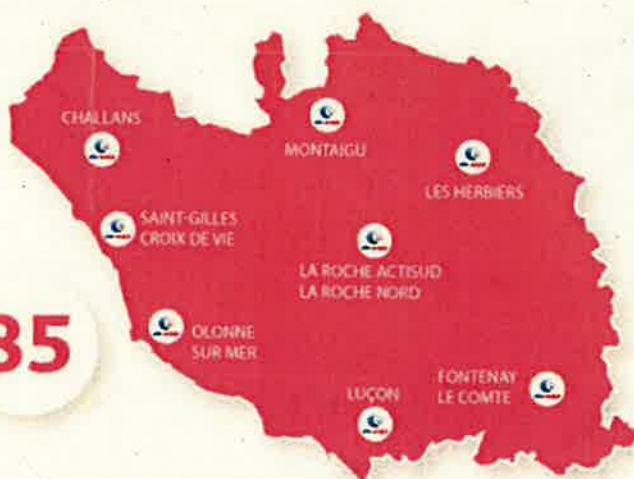 CHALLANS
MONTAIGU
LES HERBIERS
SAINT-GILLES
CROIX DE VIE
LA ROCHE ACTISUD
LA ROCHE NORD
85
OLONNE
SUR MER
FONTENAY
LE COMTE
LUÇON